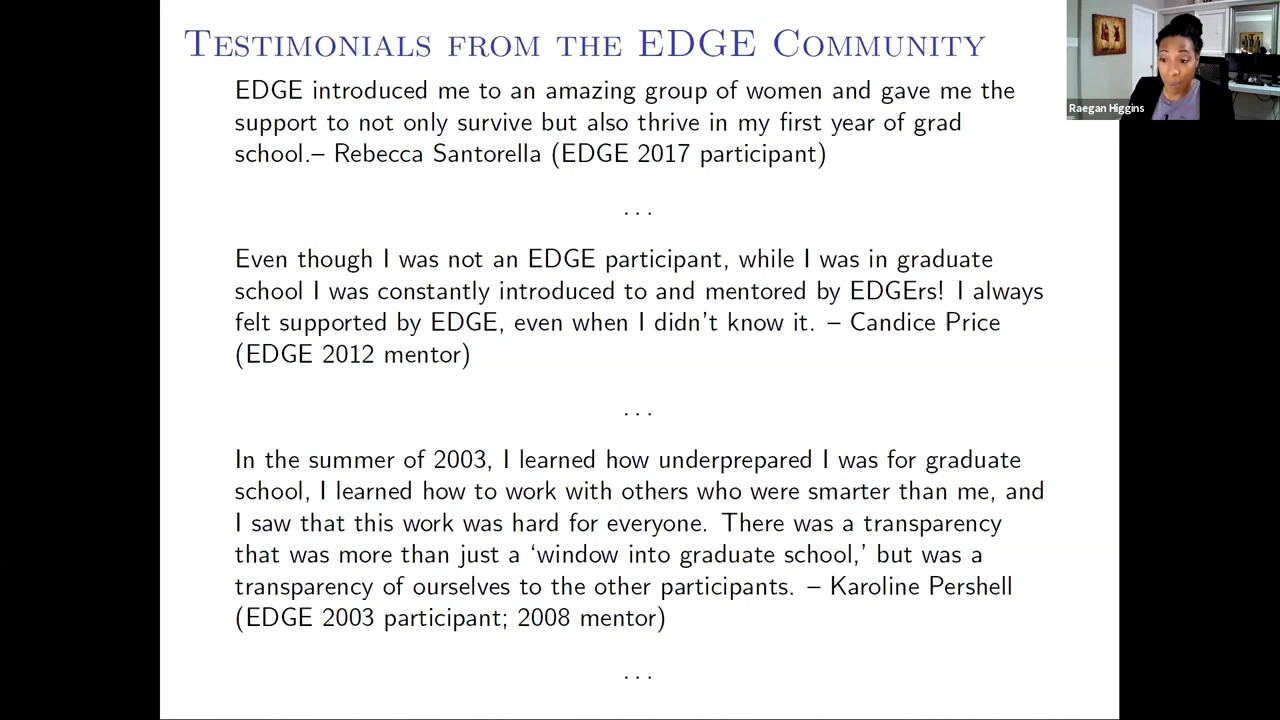 Testimonials from the EDGE Community
Raegan Higgins
EDGE introduced me to an amazing group of women and gave me the
support to not only survive but also thrive in my first year of grad
school.– Rebecca Santorella (EDGE 2017 participant)
. . .
Even though I was not an EDGE participant, while I was in graduate
school I was constantly introduced to and mentored by EDGErs! I always
felt supported by EDGE, even when I didn't know it. – Candice Price
(EDGE 2012 mentor)
. . .
In the summer of 2003, I learned how underprepared I was for graduate
school, I learned how to work with others who were smarter than me, and
I saw that this work was hard for everyone. There was a transparency
that was more than just a ‘window into graduate school,’ but was a
transparency of ourselves to the other participants. – Karoline Pershell
(EDGE 2003 participant; 2008 mentor)
. . .